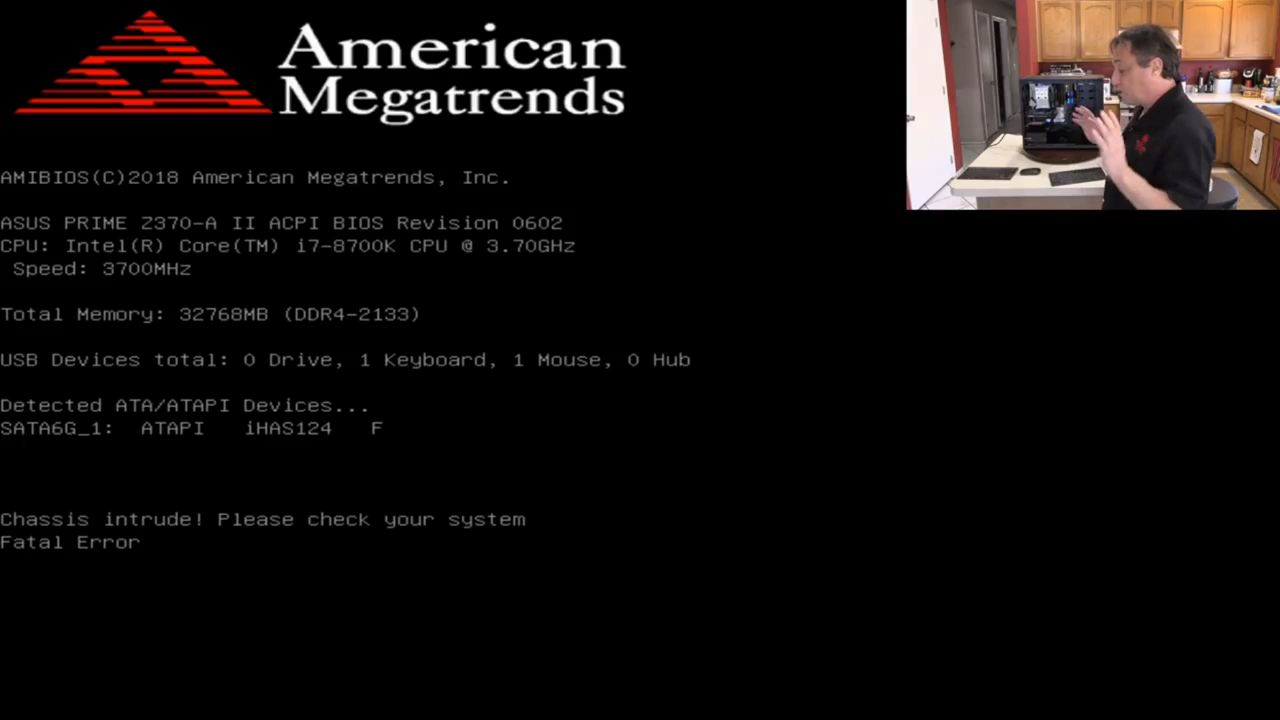 American
Megatrends
AMIBIOS(C)2018 American Megatrends, Inc.
ASUS PRIME Z370-A II ACPI BIOS Revision 0602
CPU: Intel(R) Core(TM) i7-8700K CPU @ 3.70GHz
Speed: 3700MHz
Total Memory: 32768MB (DDR4-2133)
USB Devices total: 0 Drive, 1 Keyboard, 1 Mouse, 0 Hub
Detected ATA/ATAPI Devices...
SATA6G_1: ATAPI iHAS124 F
Chassis intrude! Please check your system
Fatal Error